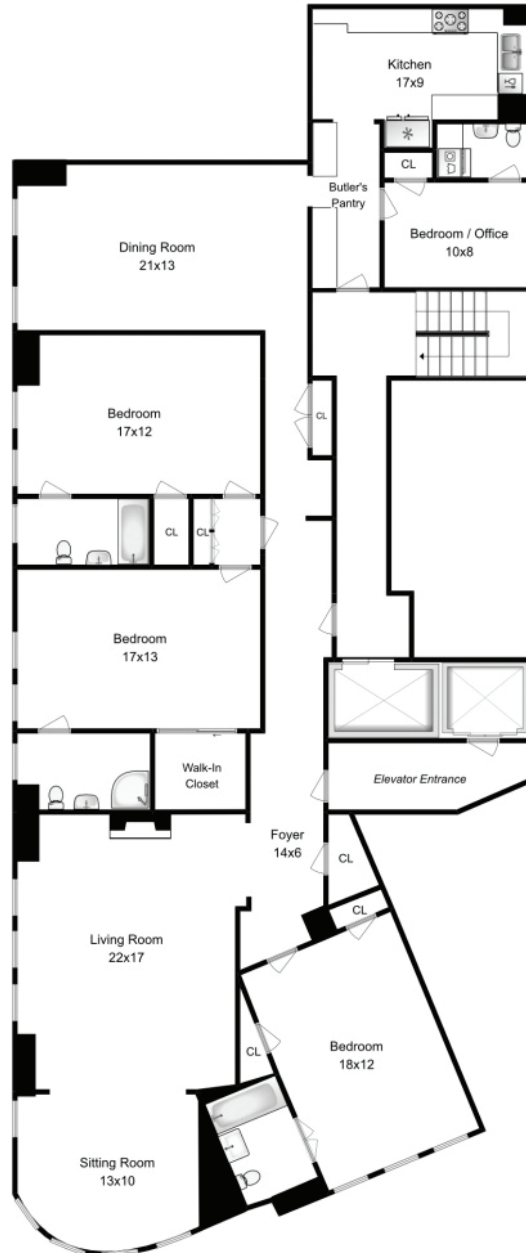 Kitchen
17x9
CL
Butler's
Pantry
Bedroom / Office
10x8
Dining Room
21x13
Bedroom
17x12
CL
CL
CL
Bedroom
17x13
Walk-In
Closet
Elevator Entrance
Foyer
14x6
CL
CL
Living Room
22x17
Bedroom
18x12
CL
Sitting Room
13x10